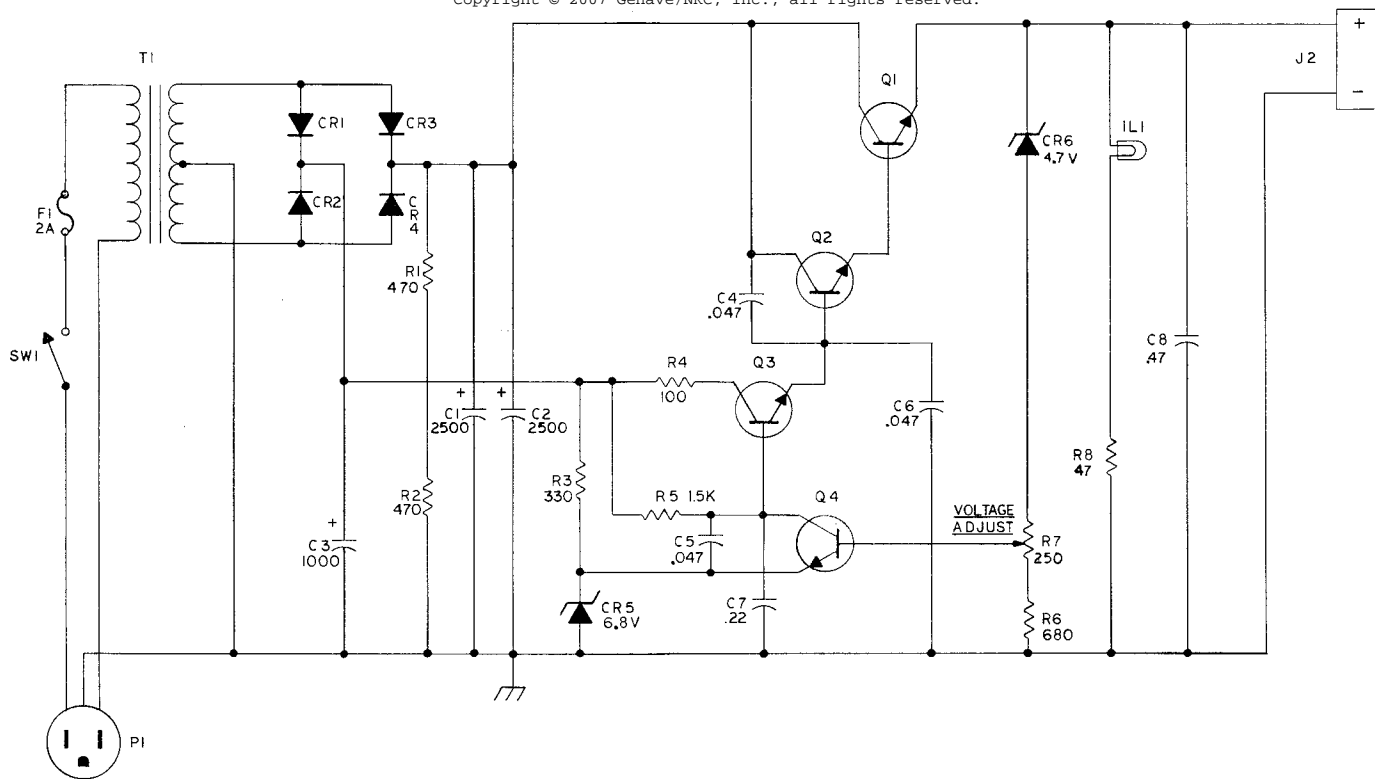 Copyright © 2007 Genave/NRC, Inc., all rights reserved.
T1
F1
2A
SW1
P1
CR1
CR2
CR3
C
R
4
R1
470
R2
470
+
C1
2500
+
C2
2500
+
C3
1000
R3
330
R4
100
R5 1.5K
C4
.047
C5
.047
C6
.047
C7
.22
CR5
6.8V
Q1
Q2
Q3
Q4
VOLTAGE
ADJUST
CR6
4.7V
R7
250
R6
680
IL1
R8
47
C8
.47
J2
+
-